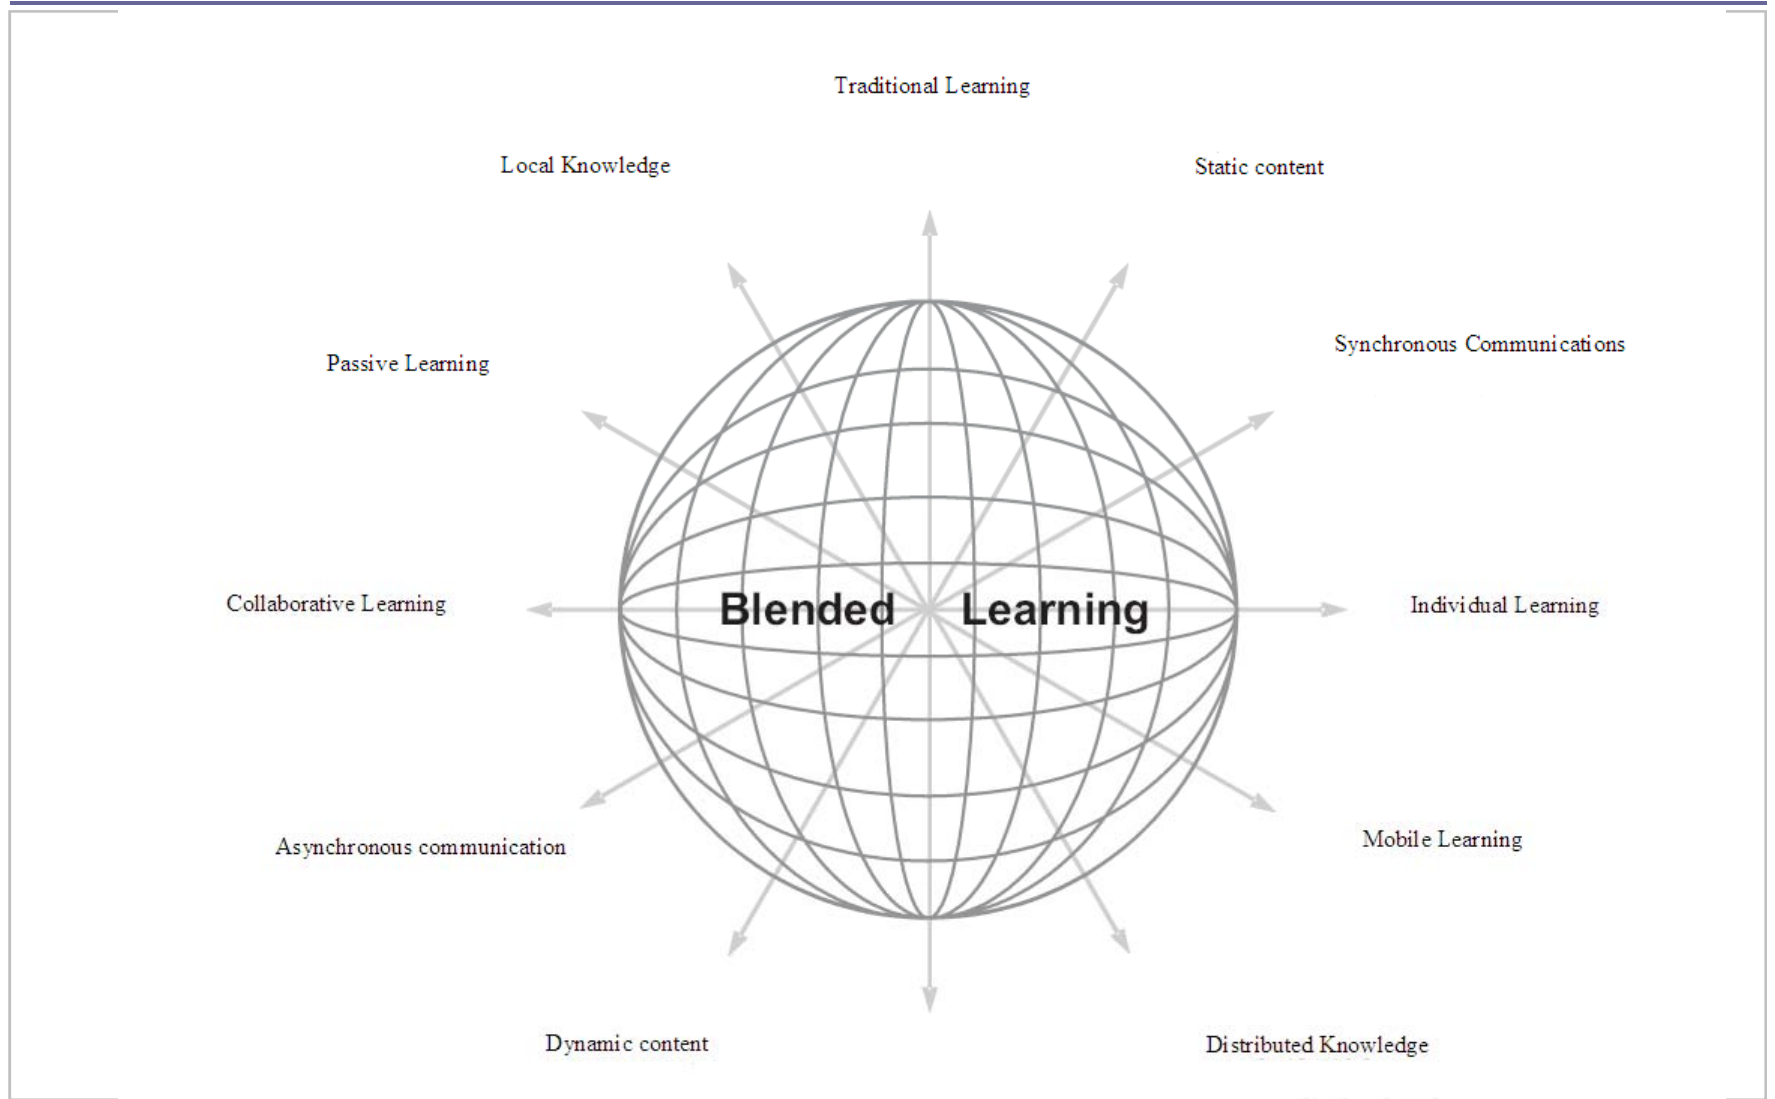 Traditional Learning
Local Knowledge
Static content
Synchronous Communications
Passive Learning
Collaborative Learning
Blended Learning
Individual Learning
Mobile Learning
Asynchronous communication
Dynamic content
Distributed Knowledge